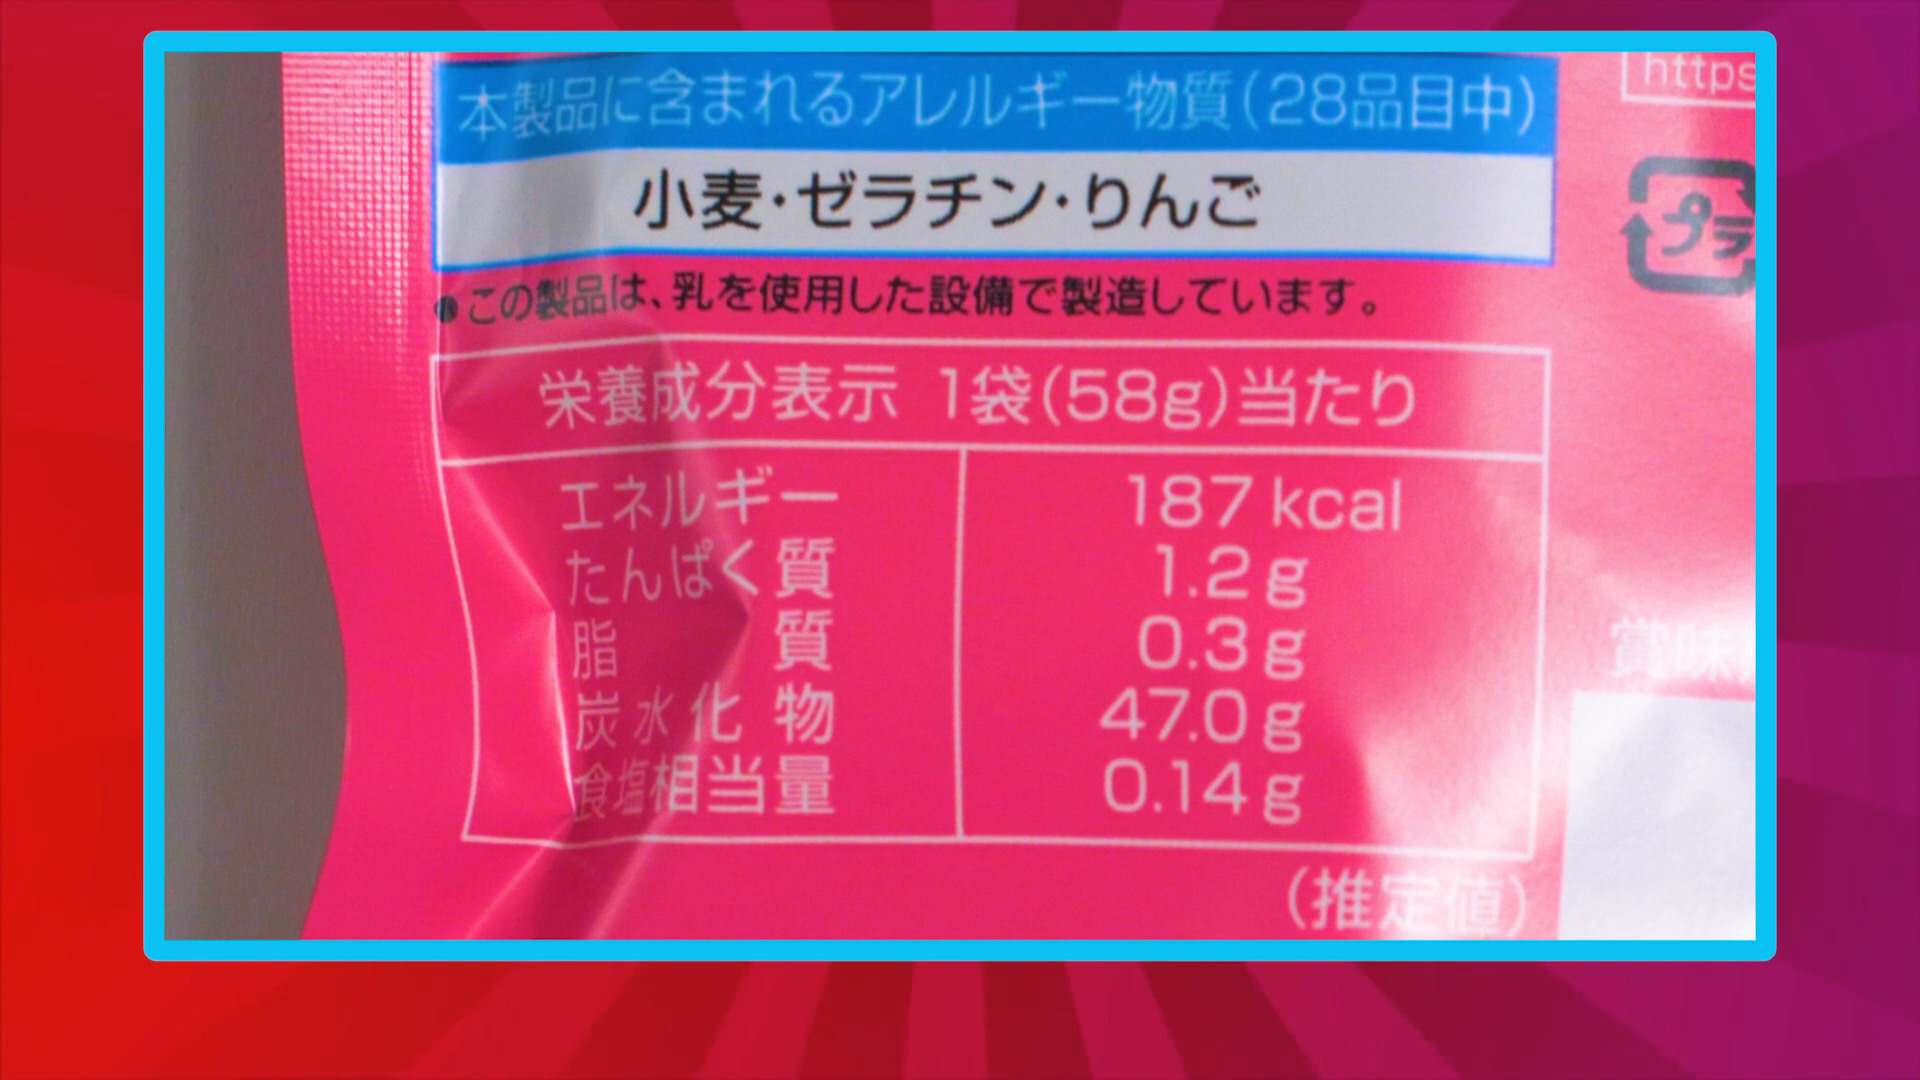 本製品に含まれるアレルギー物質(28品目中)
https
小麦・ゼラチン・りんご
プラ
●この製品は、乳を使用した設備で製造しています。
栄養成分表示 1袋(58g)当たり
エネルギー 187kcal
たんぱく質 1.2g
脂質 0.3g
炭水化物 47.0g
食塩相当量 0.14g
賞味
(推定値)